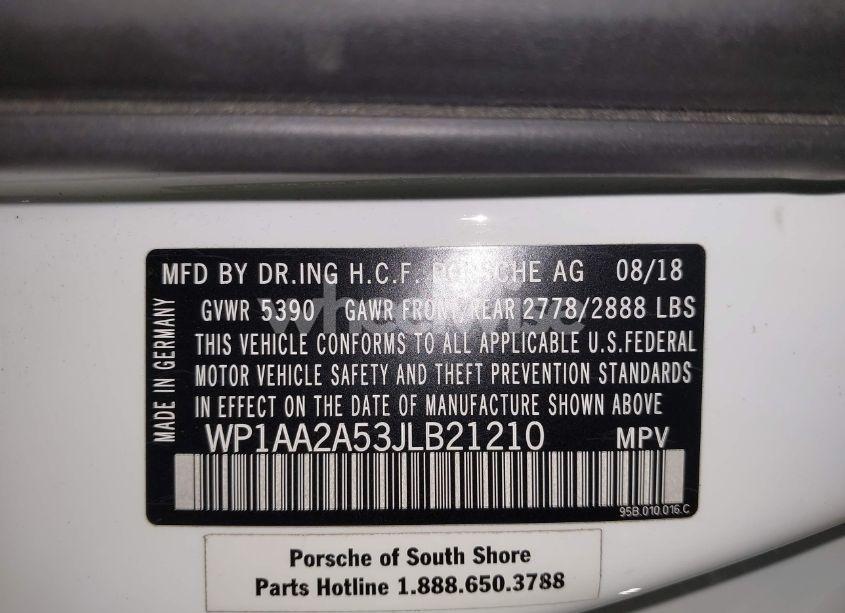 MFD BY DR.ING H.C.F. PORSCHE AG 08/18
GVWR 5390 GAWR FRONT/REAR 2778/2888 LBS
THIS VEHICLE CONFORMS TO ALL APPLICABLE U.S.FEDERAL
MOTOR VEHICLE SAFETY AND THEFT PREVENTION STANDARDS
IN EFFECT ON THE DATE OF MANUFACTURE SHOWN ABOVE
WP1AA2A53JLB21210 MPV
MADE IN GERMANY
95B.010.016.C
Porsche of South Shore
Parts Hotline 1.888.650.3788